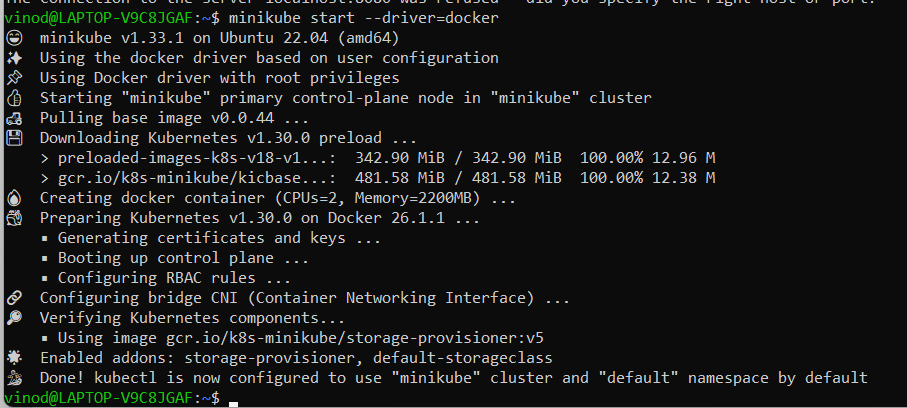 The connection to the server localhost:8080 was refused - did you specify the right host or port?
vinod@LAPTOP-V9C8JGAF:~$ minikube start --driver=docker
😄 minikube v1.33.1 on Ubuntu 22.04 (amd64)
✨ Using the docker driver based on user configuration
📌 Using Docker driver with root privileges
👍 Starting "minikube" primary control-plane node in "minikube" cluster
🚜 Pulling base image v0.0.44 ...
💾 Downloading Kubernetes v1.30.0 preload ...
> preloaded-images-k8s-v18-v1...: 342.90 MiB / 342.90 MiB 100.00% 12.96 M
> gcr.io/k8s-minikube/kicbase...: 481.58 MiB / 481.58 MiB 100.00% 12.38 M
🔥 Creating docker container (CPUs=2, Memory=2200MB) ...
🐳 Preparing Kubernetes v1.30.0 on Docker 26.1.1 ...
▪ Generating certificates and keys ...
▪ Booting up control plane ...
▪ Configuring RBAC rules ...
🔗 Configuring bridge CNI (Container Networking Interface) ...
🔎 Verifying Kubernetes components...
▪ Using image gcr.io/k8s-minikube/storage-provisioner:v5
🌟 Enabled addons: storage-provisioner, default-storageclass
🏄 Done! kubectl is now configured to use "minikube" cluster and "default" namespace by default
vinod@LAPTOP-V9C8JGAF:~$